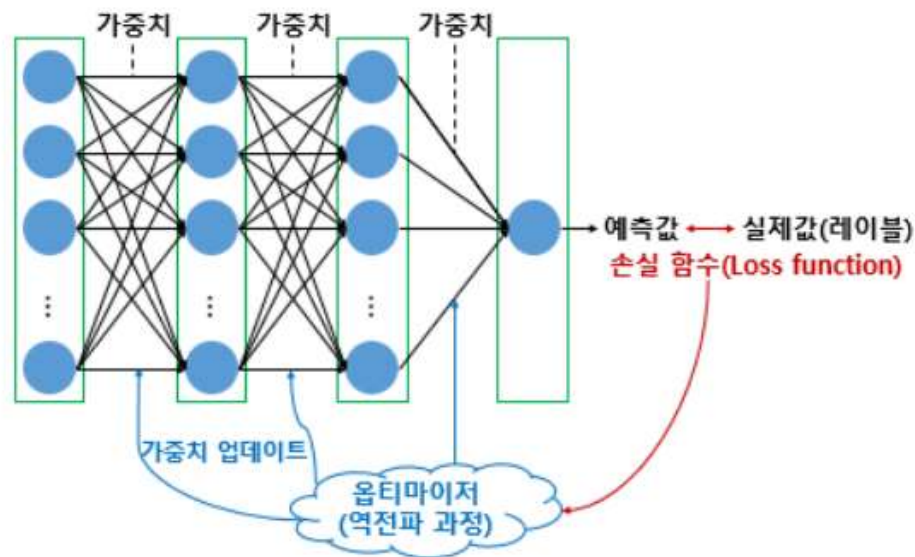 가중치
가중치
가중치
예측값
실제값(레이블)
손실 함수(Loss function)
...
...
...
가중치 업데이트
옵티마이저
(역전파 과정)